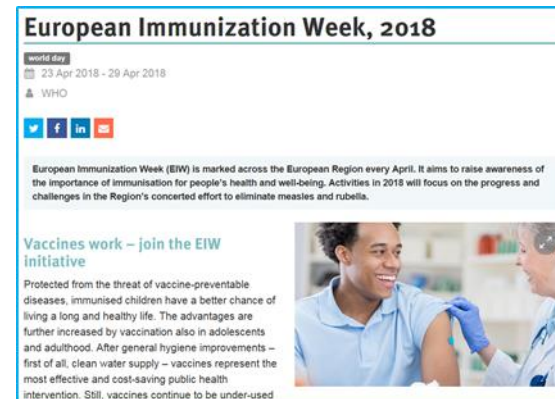 European Immunization Week, 2018
world day
23 Apr 2018 - 29 Apr 2018
WHO
European Immunization Week (EIW) is marked across the European Region every April. It aims to raise awareness of
the importance of immunisation for people's health and well-being. Activities in 2018 will focus on the progress and
challenges in the Region's concerted effort to eliminate measles and rubella.
Vaccines work – join the EIW
initiative
Protected from the threat of vaccine-preventable
diseases, immunised children have a better chance of
living a long and healthy life. The advantages are
further increased by vaccination also in adolescents
and adulthood. After general hygiene improvements –
first of all, clean water supply – vaccines represent the
most effective and cost-saving public health
intervention. Still, vaccines continue to be under-used